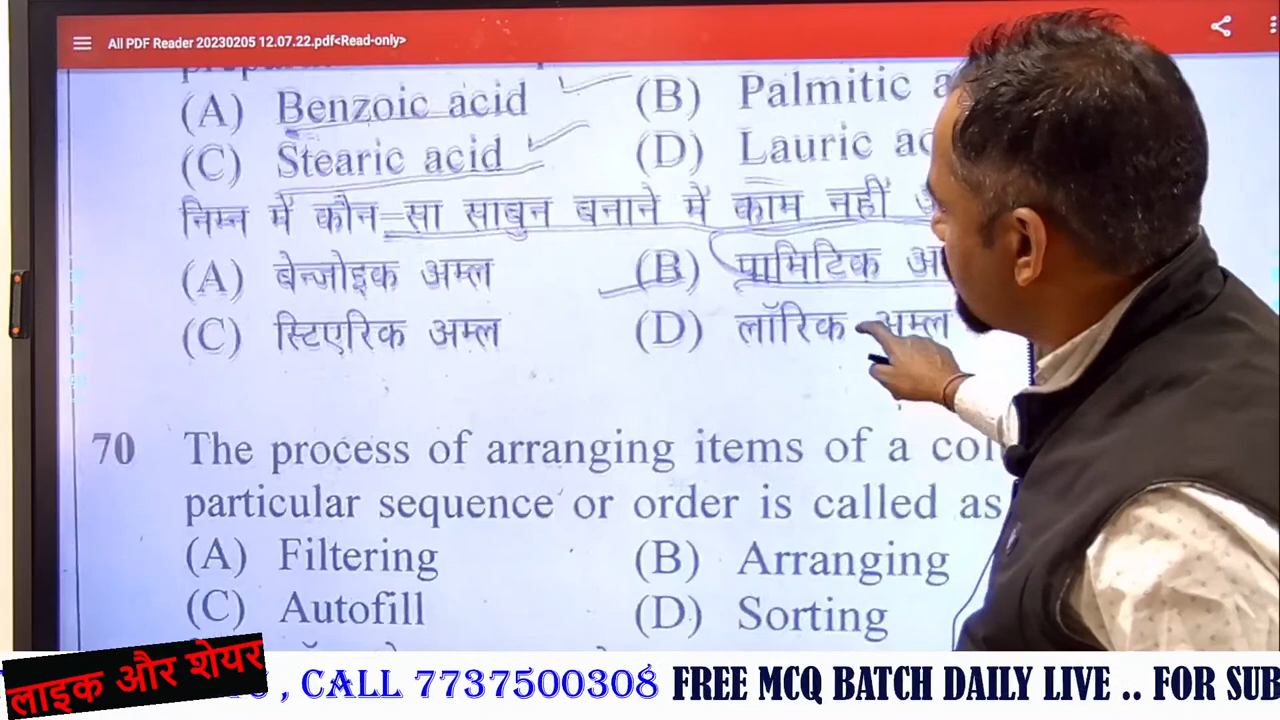 All PDF Reader 20230205 12.07.22.pdf<Read-only>
(A) Benzoic acid (B) Palmitic
(C) Stearic acid (D) Lauric
निम्न में कौन-सा साबुन बनाने में काम नहीं
(A) बेन्जोइक अम्ल (B) पामिटिक
(C) स्टिएरिक अम्ल (D) लॉरिक अम्ल
70 The process of arranging items of a
particular sequence or order is called as
(A) Filtering (B) Arranging
(C) Autofill (D) Sorting
लाइक और शेयर
, CALL 7737500308 FREE MCQ BATCH DAILY LIVE .. FOR SUB